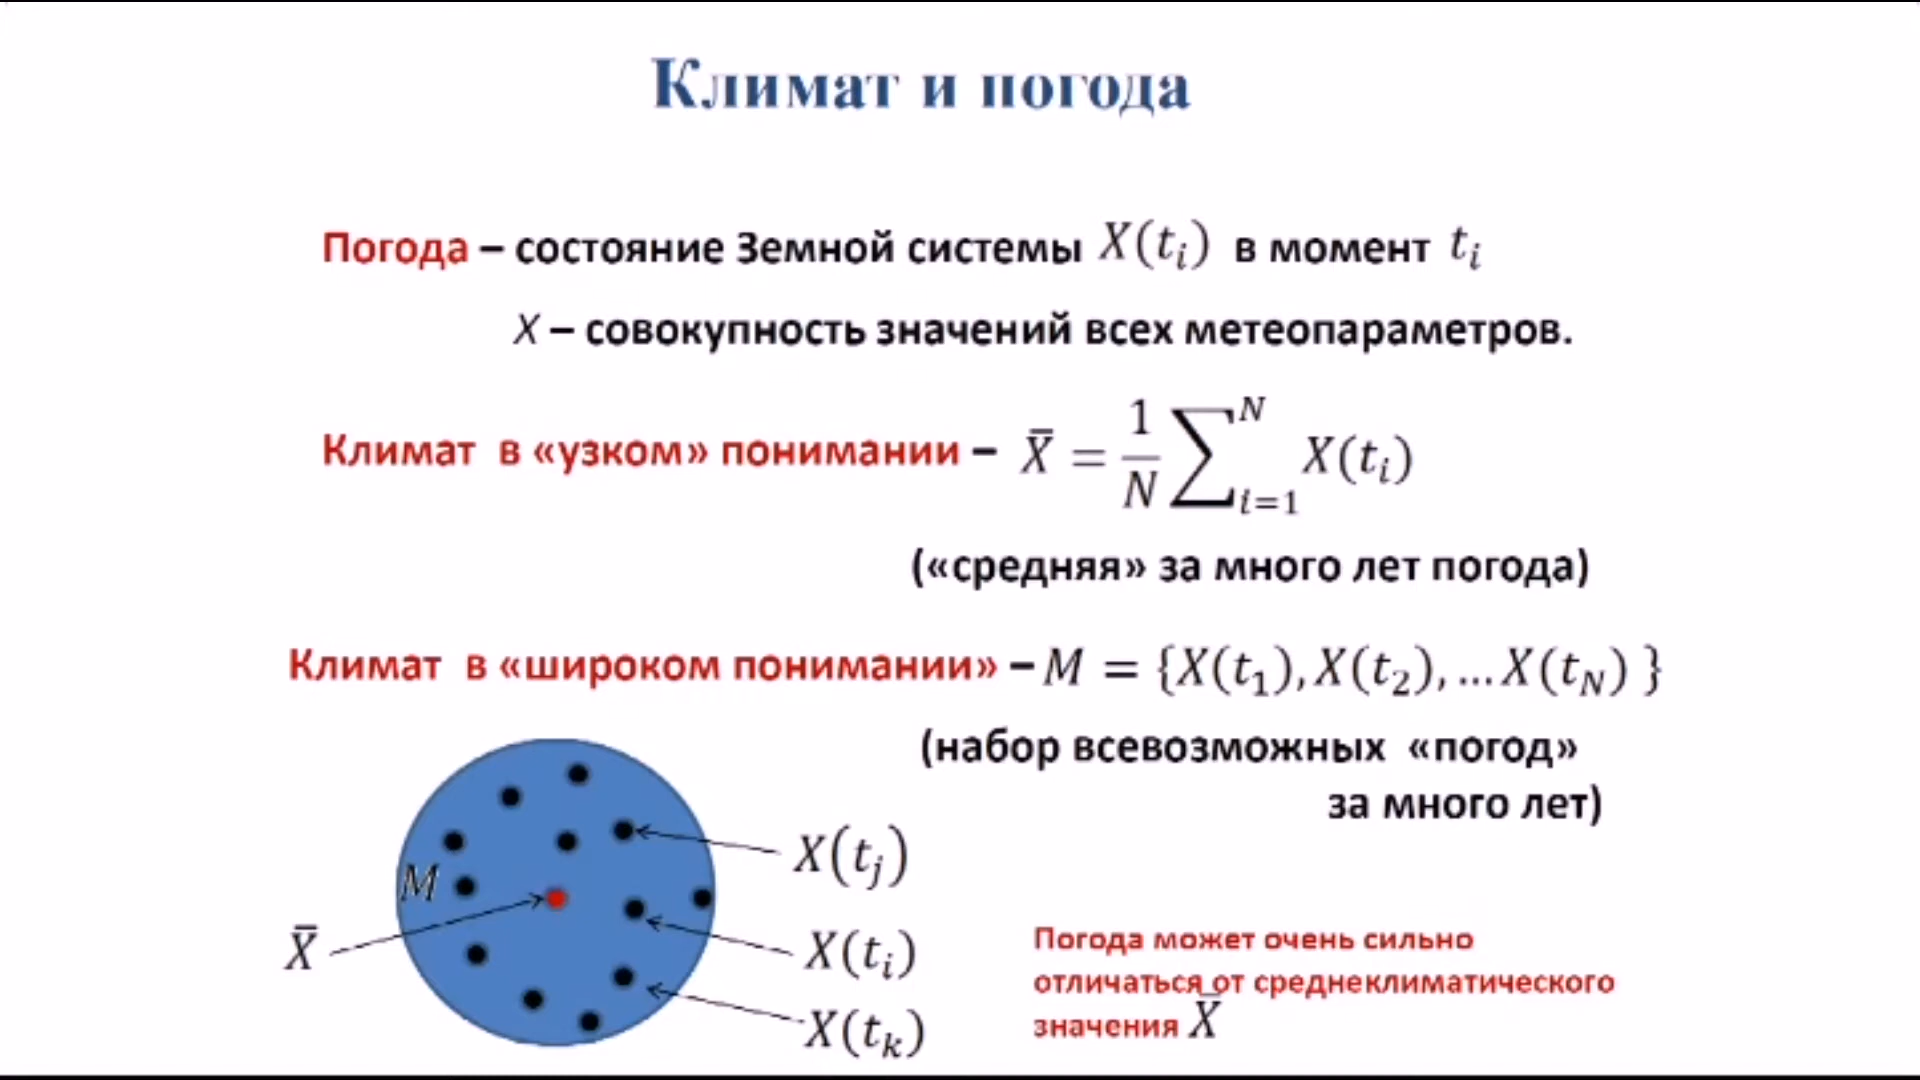 Климат и погода
Погода – состояние Земной системы X(tᵢ) в момент tᵢ
X – совокупность значений всех метеопараметров.
Климат в «узком» понимании – X̄ = 1/N ∑ᵢ₌₁ᴺ X(tᵢ)
(«средняя» за много лет погода)
Климат в «широком понимании» – M = {X(t₁), X(t₂), ... X(t_N) }
(набор всевозможных «погод»
за много лет)
X(tⱼ)
M
X̄
X(tᵢ)
X(tₖ)
Погода может очень сильно
отличаться от среднеклиматического
значения X̄